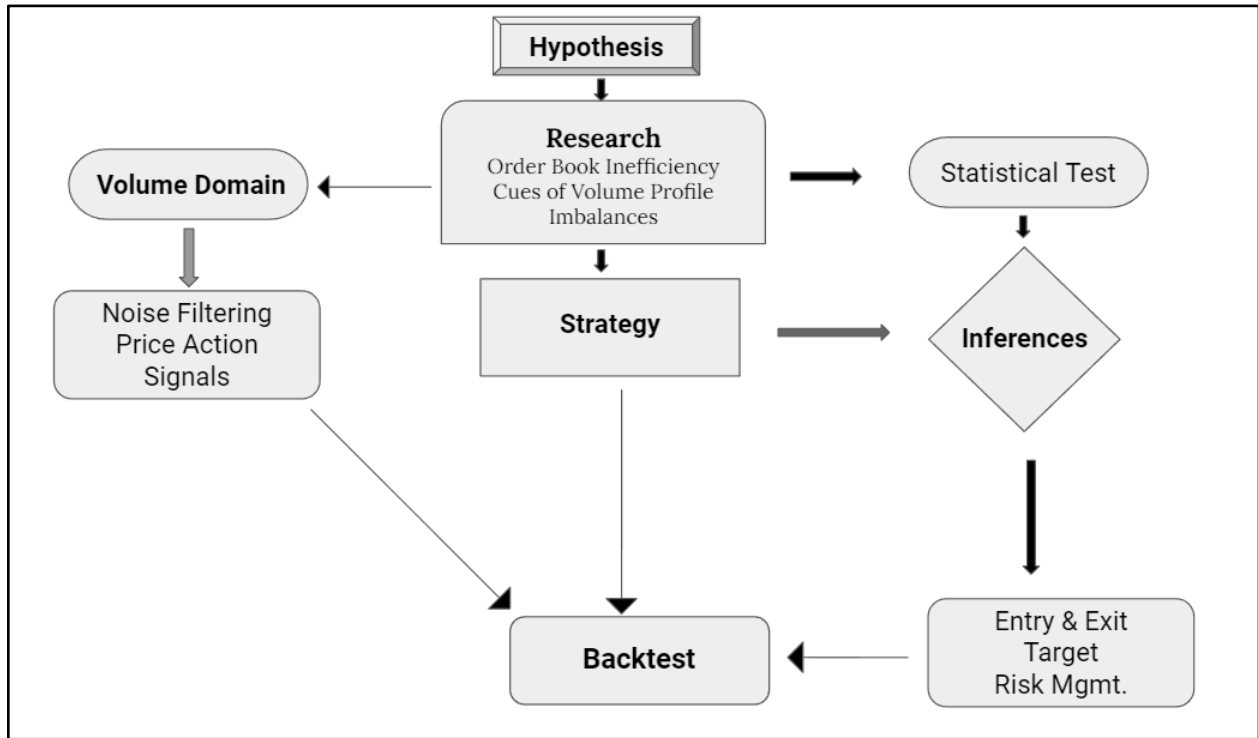 Hypothesis
Research
Order Book Inefficiency
Cues of Volume Profile
Imbalances
Volume Domain
Statistical Test
Noise Filtering
Price Action
Signals
Strategy
Inferences
Backtest
Entry & Exit
Target
Risk Mgmt.